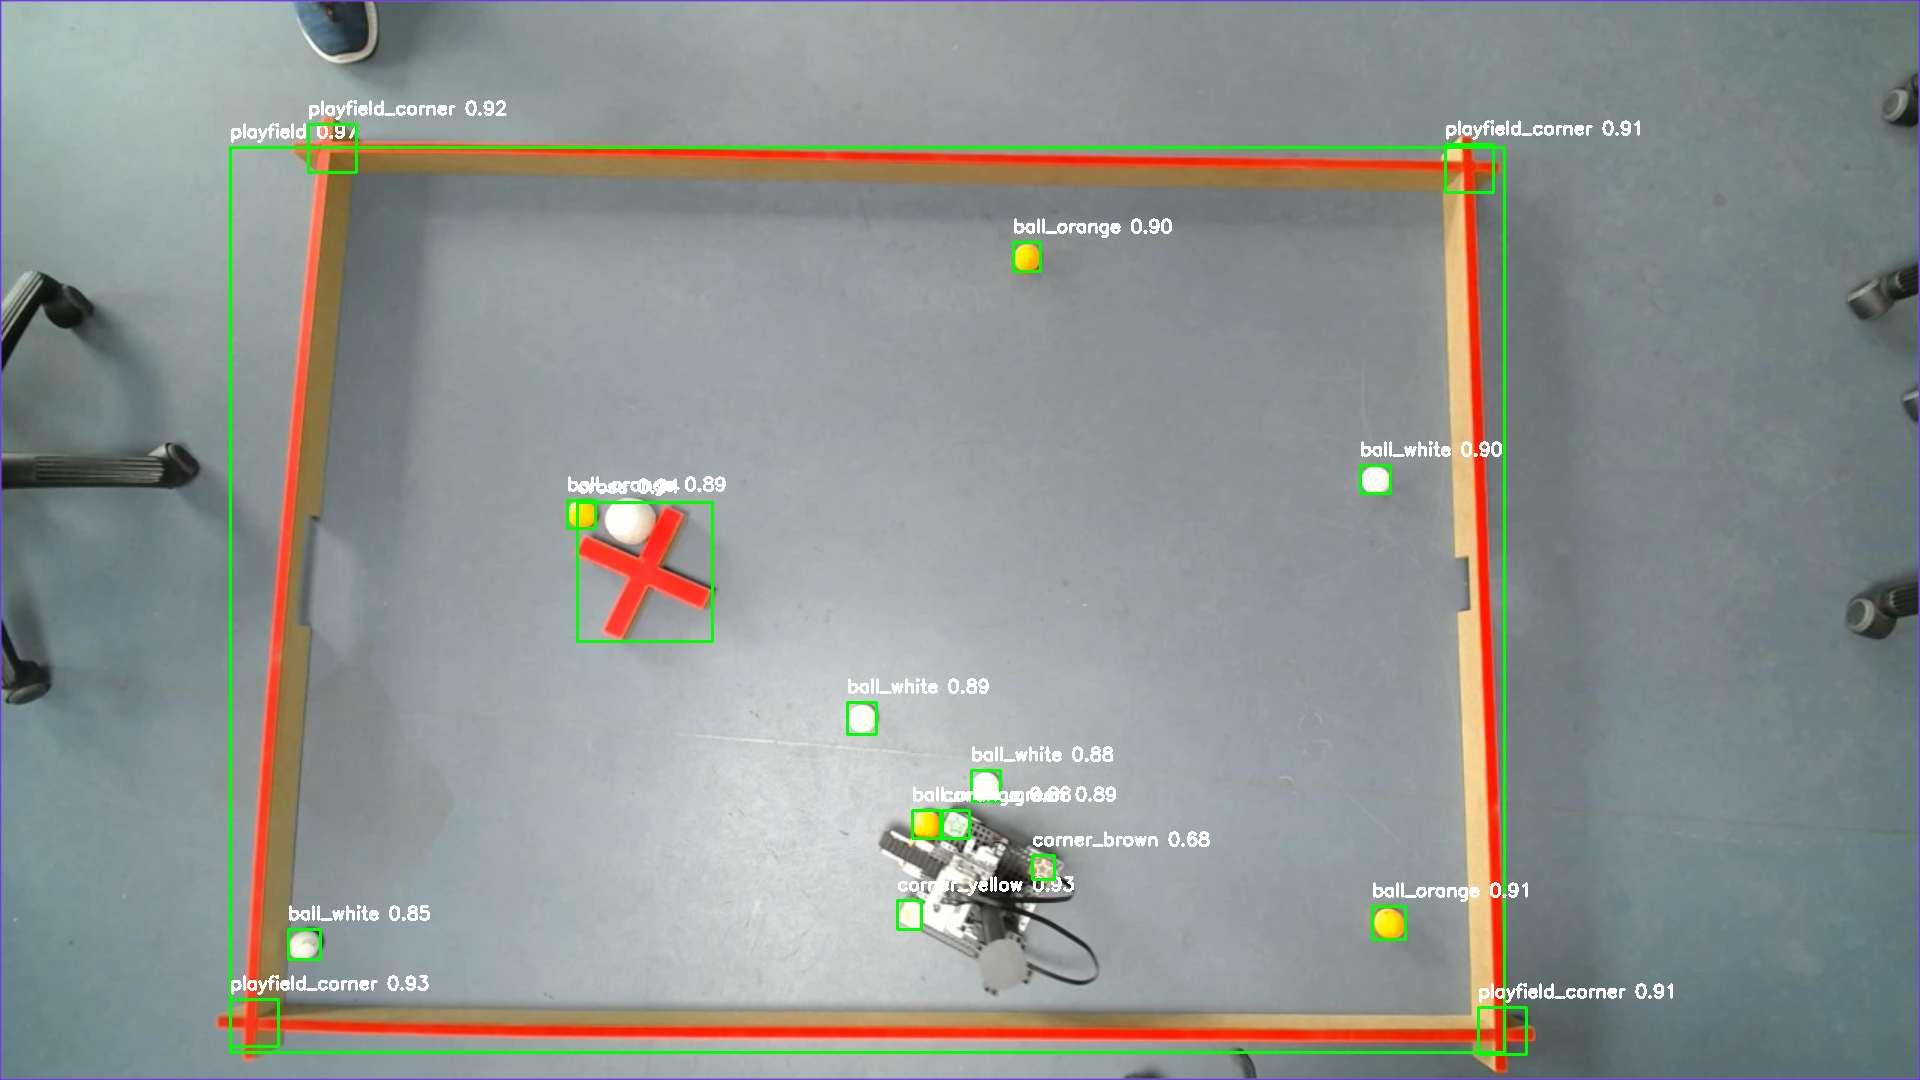 playfield_corner 0.92
playfield 0.97
playfield_corner 0.91
ball_orange 0.90
ball_white 0.90
ball_orange 0.89
ball_white 0.89
ball_white 0.88
0.89
corner_brown 0.68
corner_yellow 0.93
ball_orange 0.91
ball_white 0.85
playfield_corner 0.93
playfield_corner 0.91